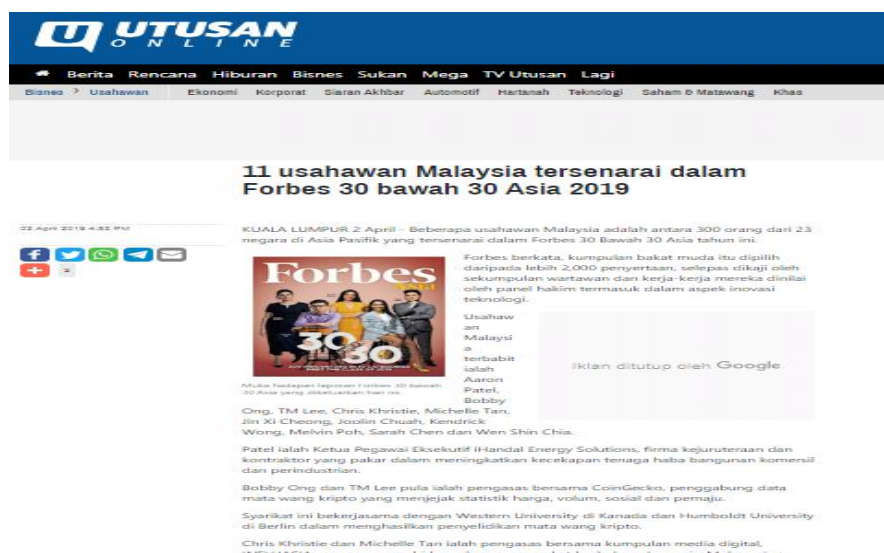 UTUSAN
ONLINE
Berita Rencana Hiburan Bisnes Sukan Mega TV Utusan Lagi
Bisnes > Usahawan Ekonomi Korporat Siaran Akhbar Automotif Hartanah Teknologi Saham & Matawang Khas
11 usahawan Malaysia tersenarai dalam
Forbes 30 bawah 30 Asia 2019
02 April 2019 4:52 PM
KUALA LUMPUR 2 April - Beberapa usahawan Malaysia adalah antara 300 orang dari 23
negara di Asia Pasifik yang tersenarai dalam Forbes 30 Bawah 30 Asia tahun ini.
Forbes
ASIA
30
30
Muka hadapan laporan Forbes 30 bawah
30 Asia yang dikeluarkan hari ini.
Forbes berkata, kumpulan bakat muda itu dipilih
daripada lebih 2,000 penyertaan, selepas dikaji oleh
sekumpulan wartawan dan kerja-kerja mereka dinilai
oleh panel hakim termasuk dalam aspek inovasi
teknologi.
Usahaw
an
Malaysi
a
terbabit
ialah
Aaron
Patel,
Bobby
Iklan ditutup oleh Google
Ong, TM Lee, Chris Khristie, Michelle Tan,
Jin Xi Cheong, Joolin Chuah, Kendrick
Wong, Melvin Poh, Sarah Chen dan Wen Shin Chia.
Patel ialah Ketua Pegawai Eksekutif iHandal Energy Solutions, firma kejuruteraan dan
kontraktor yang pakar dalam meningkatkan kecekapan tenaga haba bangunan komersil
dan perindustrian.
Bobby Ong dan TM Lee pula ialah pengasas bersama CoinGecko, penggabung data
mata wang kripto yang menjejak statistik harga, volum, sosial dan pemaju.
Syarikat ini bekerjasama dengan Western University di Kanada dan Humboldt University
di Berlin dalam menghasilkan penyelidikan mata wang kripto.
Chris Khristie dan Michelle Tan ialah pengasas bersama kumpulan media digital,